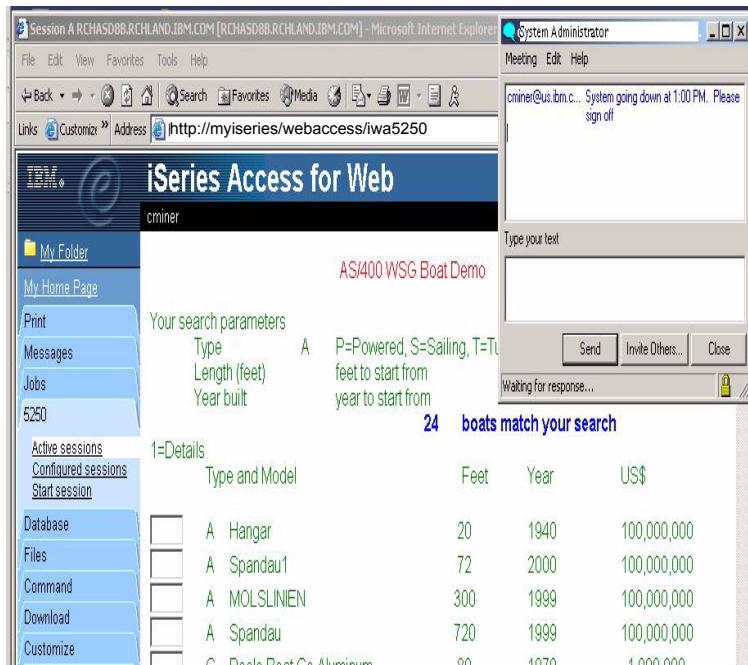 Session A RCHASD8B.RCHLAND.IBM.COM [RCHASD8B.RCHLAND.IBM.COM] - Microsoft Internet Explorer
File Edit View Favorites Tools Help
Back Search Favorites Media
Links Customize Address http://myiseries/webaccess/iwa5250
IBM
iSeries Access for Web
cminer
My Folder
My Home Page
Print
Messages
Jobs
5250
Active sessions
Configured sessions
Start session
Database
Files
Command
Download
Customize
AS/400 WSG Boat Demo
Your search parameters
Type A P=Powered, S=Sailing, T=Tu
Length (feet) feet to start from
Year built year to start from
24 boats match your search
1=Details
Type and Model Feet Year US$
A Hangar 20 1940 100,000,000
A Spandau1 72 2000 100,000,000
A MOLSLINIEN 300 1999 100,000,000
A Spandau 720 1999 100,000,000
Aluminum 80 1,000,000
System Administrator
Meeting Edit Help
cminer@us.ibm.c... System going down at 1:00 PM. Please
sign off
Type your text
Send Invite Others... Close
Waiting for response...